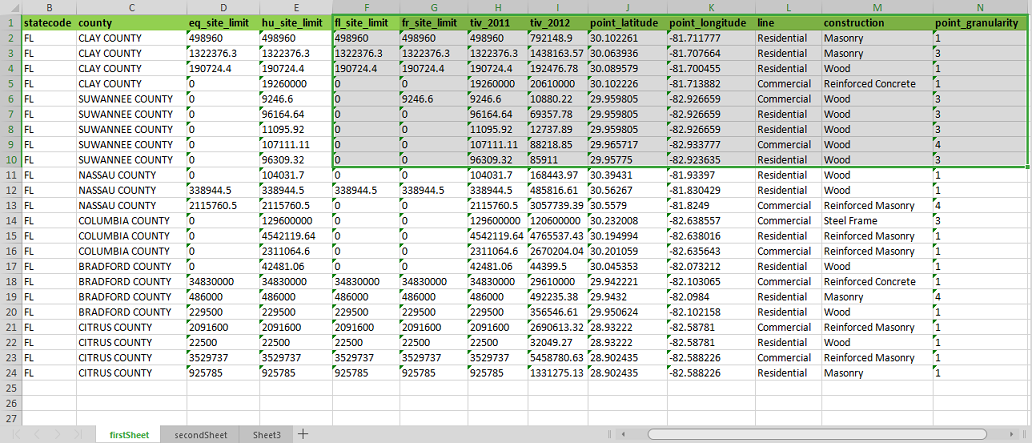 B C D E F G H I J K L M N
1 statecode county eq_site_limit hu_site_limit fl_site_limit fr_site_limit tiv_2011 tiv_2012 point_latitude point_longitude line construction point_granularity
2 FL CLAY COUNTY 498960 498960 498960 498960 498960 792148.9 30.102261 -81.711777 Residential Masonry 1
3 FL CLAY COUNTY 1322376.3 1322376.3 1322376.3 1322376.3 1322376.3 1438163.57 30.063936 -81.707664 Residential Masonry 3
4 FL CLAY COUNTY 190724.4 190724.4 190724.4 190724.4 190724.4 192476.78 30.089579 -81.700455 Residential Wood 1
5 FL CLAY COUNTY 0 19260000 0 0 19260000 20610000 30.102226 -81.713882 Commercial Reinforced Concrete 1
6 FL SUWANNEE COUNTY 0 9246.6 0 9246.6 9246.6 10880.22 29.959805 -82.926659 Commercial Wood 3
7 FL SUWANNEE COUNTY 0 96164.64 0 0 96164.64 69357.78 29.959805 -82.926659 Residential Wood 3
8 FL SUWANNEE COUNTY 0 11095.92 0 0 11095.92 12737.89 29.959805 -82.926659 Residential Wood 3
9 FL SUWANNEE COUNTY 0 107111.11 0 0 107111.11 88218.85 29.965717 -82.933777 Commercial Wood 4
10 FL SUWANNEE COUNTY 0 96309.32 0 0 96309.32 85911 29.95775 -82.923635 Residential Wood 3
11 FL NASSAU COUNTY 0 104031.7 0 0 104031.7 168443.97 30.39431 -81.93397 Residential Wood 1
12 FL NASSAU COUNTY 338944.5 338944.5 338944.5 338944.5 338944.5 485816.61 30.56267 -81.830429 Residential Wood 1
13 FL NASSAU COUNTY 2115760.5 2115760.5 0 0 2115760.5 3057739.39 30.5579 -81.8249 Commercial Reinforced Masonry 4
14 FL COLUMBIA COUNTY 0 129600000 0 0 129600000 120600000 30.232008 -82.638557 Commercial Steel Frame 3
15 FL COLUMBIA COUNTY 0 4542119.64 0 0 4542119.64 4765537.43 30.194994 -82.638016 Residential Reinforced Masonry 1
16 FL COLUMBIA COUNTY 0 2311064.6 0 0 2311064.6 2670204.04 30.201059 -82.635643 Commercial Reinforced Masonry 1
17 FL BRADFORD COUNTY 0 42481.06 0 0 42481.06 44399.5 30.045353 -82.073212 Residential Wood 1
18 FL BRADFORD COUNTY 34830000 34830000 34830000 34830000 34830000 29610000 29.942221 -82.103065 Commercial Reinforced Concrete 1
19 FL BRADFORD COUNTY 486000 486000 486000 486000 486000 492235.38 29.9432 -82.0984 Residential Masonry 4
20 FL BRADFORD COUNTY 229500 229500 229500 229500 229500 356546.61 29.950624 -82.102158 Residential Wood 1
21 FL CITRUS COUNTY 2091600 2091600 2091600 2091600 2091600 2690613.32 28.93222 -82.58781 Commercial Reinforced Masonry 1
22 FL CITRUS COUNTY 22500 22500 22500 22500 22500 32049.27 28.93222 -82.58781 Residential Wood 1
23 FL CITRUS COUNTY 3529737 3529737 3529737 3529737 3529737 5458780.63 28.902435 -82.588226 Commercial Reinforced Masonry 1
24 FL CITRUS COUNTY 925785 925785 925785 925785 925785 1331275.13 28.902435 -82.588226 Residential Masonry 1
25
26
27
firstSheet secondSheet Sheet3